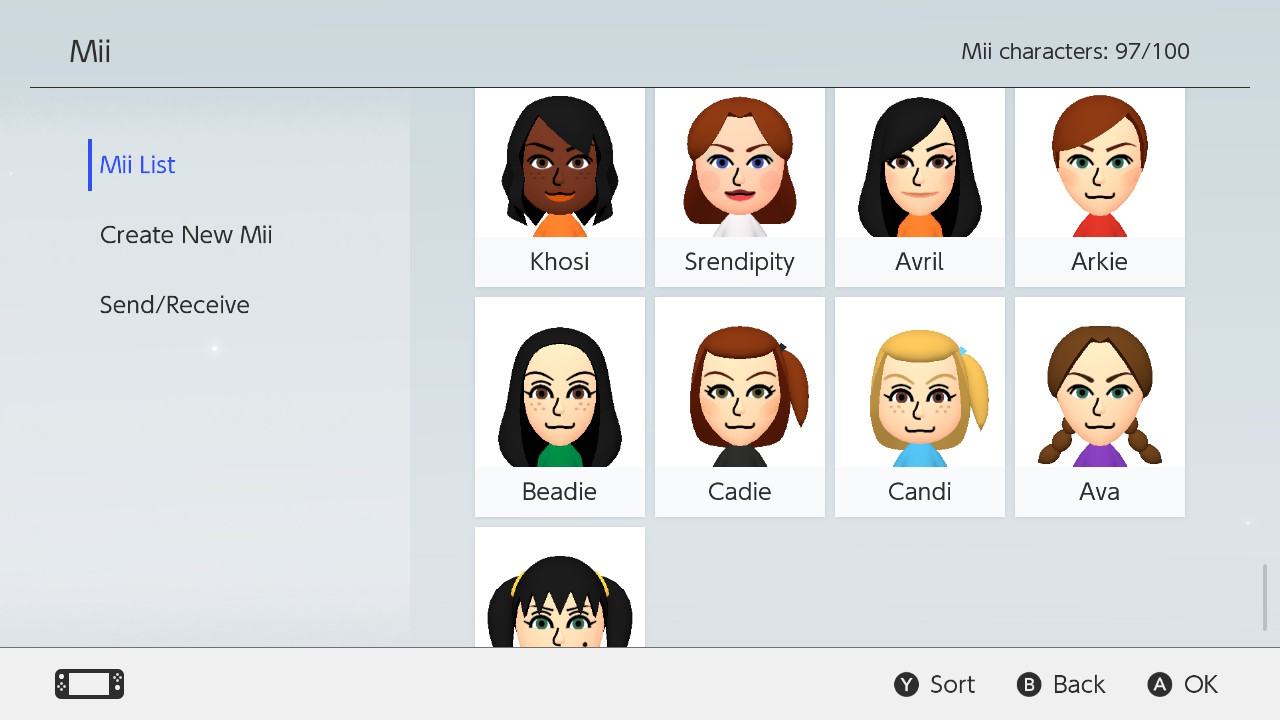 Mii
Mii characters: 97/100
Mii List
Create New Mii
Send/Receive
Khosi
Srendipity
Avril
Arkie
Beadie
Cadie
Candi
Ava
Y Sort
B Back
A OK